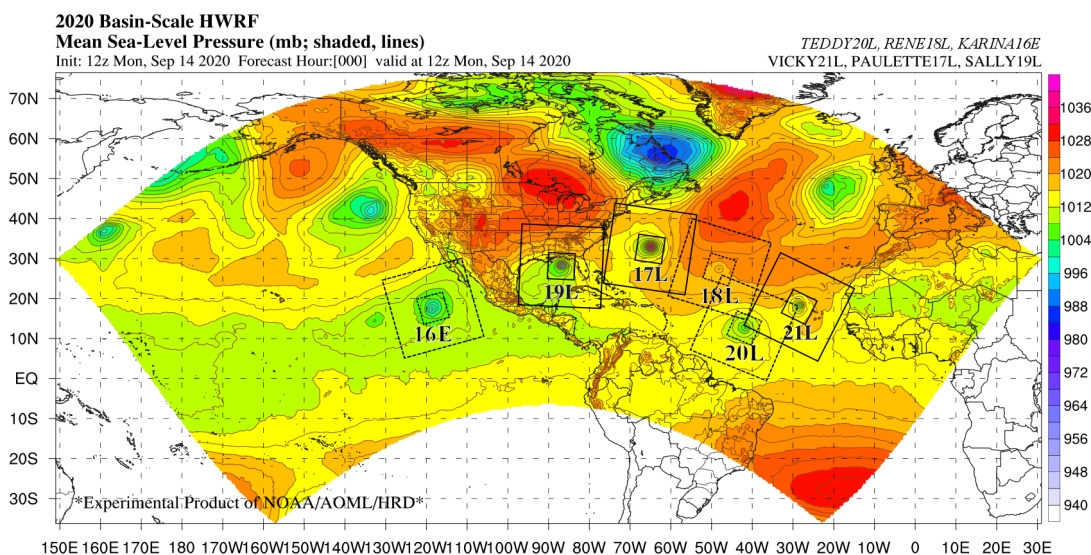 2020 Basin-Scale HWRF
Mean Sea-Level Pressure (mb; shaded, lines)
TEDDY20L, RENE18L, KARINA16E
Init: 12z Mon, Sep 14 2020 Forecast Hour:[000] valid at 12z Mon, Sep 14 2020
VICKY21L, PAULETTE17L, SALLY19L
70N
60N
50N
40N
30N
20N
10N
EQ
10S
20S
30S
17L
18L
19L
21L
16E
20L
*Experimental Product of NOAA/AOML/HRD*
150E 160E 170E 180 170W 160W 150W 140W 130W 120W 110W 100W 90W 80W 70W 60W 50W 40W 30W 20W 10W 0 10E 20E 30E
1036
1028
1020
1012
1004
996
988
980
972
964
956
948
940